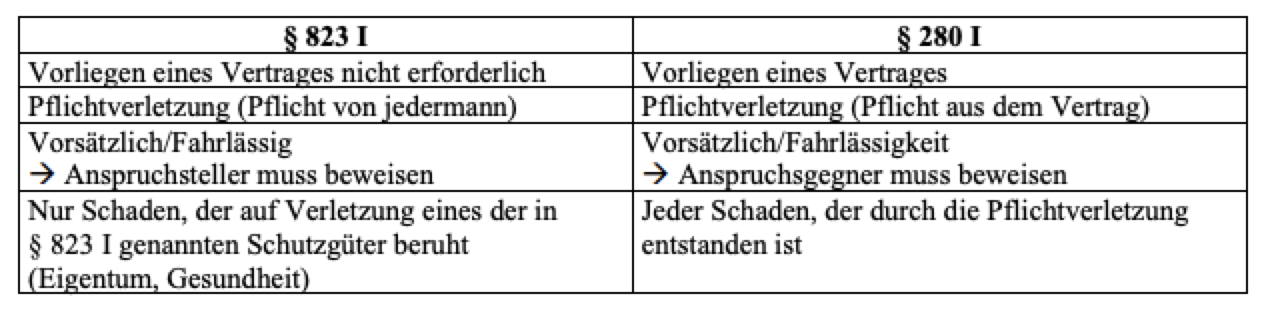 § 823 I
§ 280 I
Vorliegen eines Vertrages nicht erforderlich
Vorliegen eines Vertrages
Pflichtverletzung (Pflicht von jedermann)
Pflichtverletzung (Pflicht aus dem Vertrag)
Vorsätzlich/Fahrlässig
→ Anspruchsteller muss beweisen
Vorsätzlich/Fahrlässigkeit
→ Anspruchsgegner muss beweisen
Nur Schaden, der auf Verletzung eines der in
§ 823 I genannten Schutzgüter beruht
(Eigentum, Gesundheit)
Jeder Schaden, der durch die Pflichtverletzung
entstanden ist